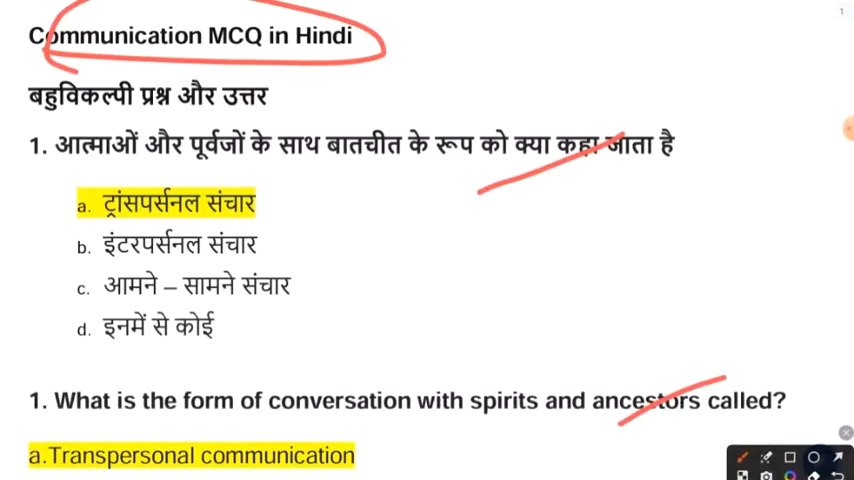 1
Communication MCQ in Hindi
बहुविकल्पी प्रश्न और उत्तर
1. आत्माओं और पूर्वजों के साथ बातचीत के रूप को क्या कहा जाता है
a. ट्रांसपर्सनल संचार
b. इंटरपर्सनल संचार
c. आमने – सामने संचार
d. इनमें से कोई
1. What is the form of conversation with spirits and ancestors called?
a.Transpersonal communication